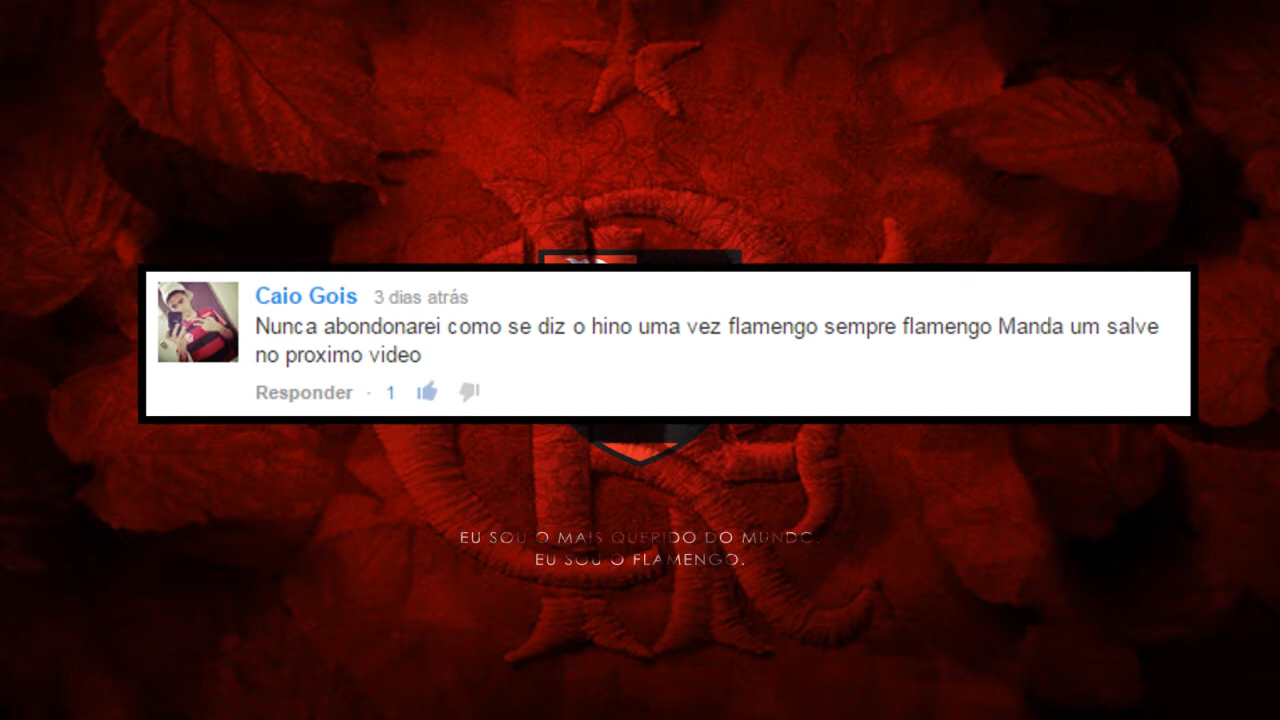 Caio Gois 3 dias atrás
Nunca abondonarei como se diz o hino uma vez flamengo sempre flamengo Manda um salve
no proximo video
Responder · 1
EU SOU O MAIS QUERIDO DO MUNDO.
EU SOU O FLAMENGO.